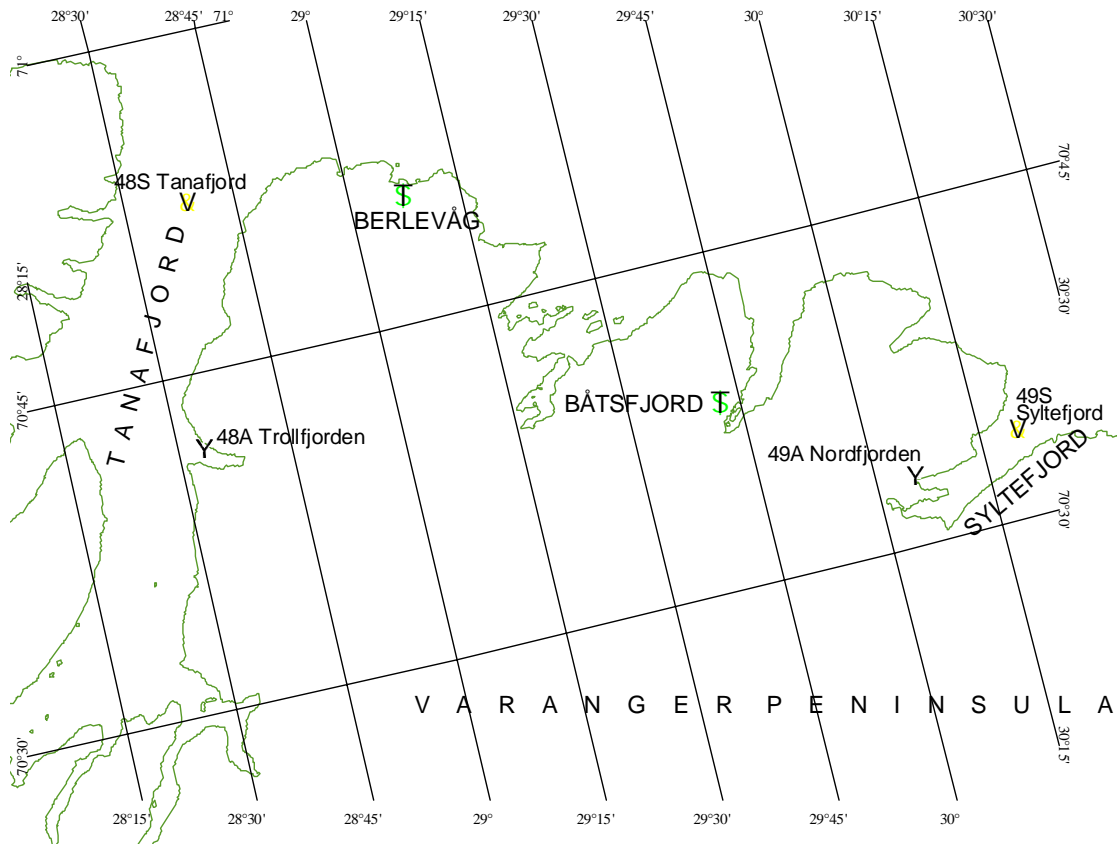 28°30'
28°45'
71°
29°
29°15'
29°30'
29°45'
30°
30°15'
30°30'
71°
70°45'
48S Tanafjord
V
T
S
BERLEVÅG
28°15'
30°30'
TANAFJORD
BÅTSFJORD
T
S
49S
Syltefjord
V
70°45'
Y
48A Trollfjorden
49A Nordfjorden
Y
SYLTEFJORD
70°30'
VARANGERPENINSULA
70°30'
30°15'
28°15'
28°30'
28°45'
29°
29°15'
29°30'
29°45'
30°